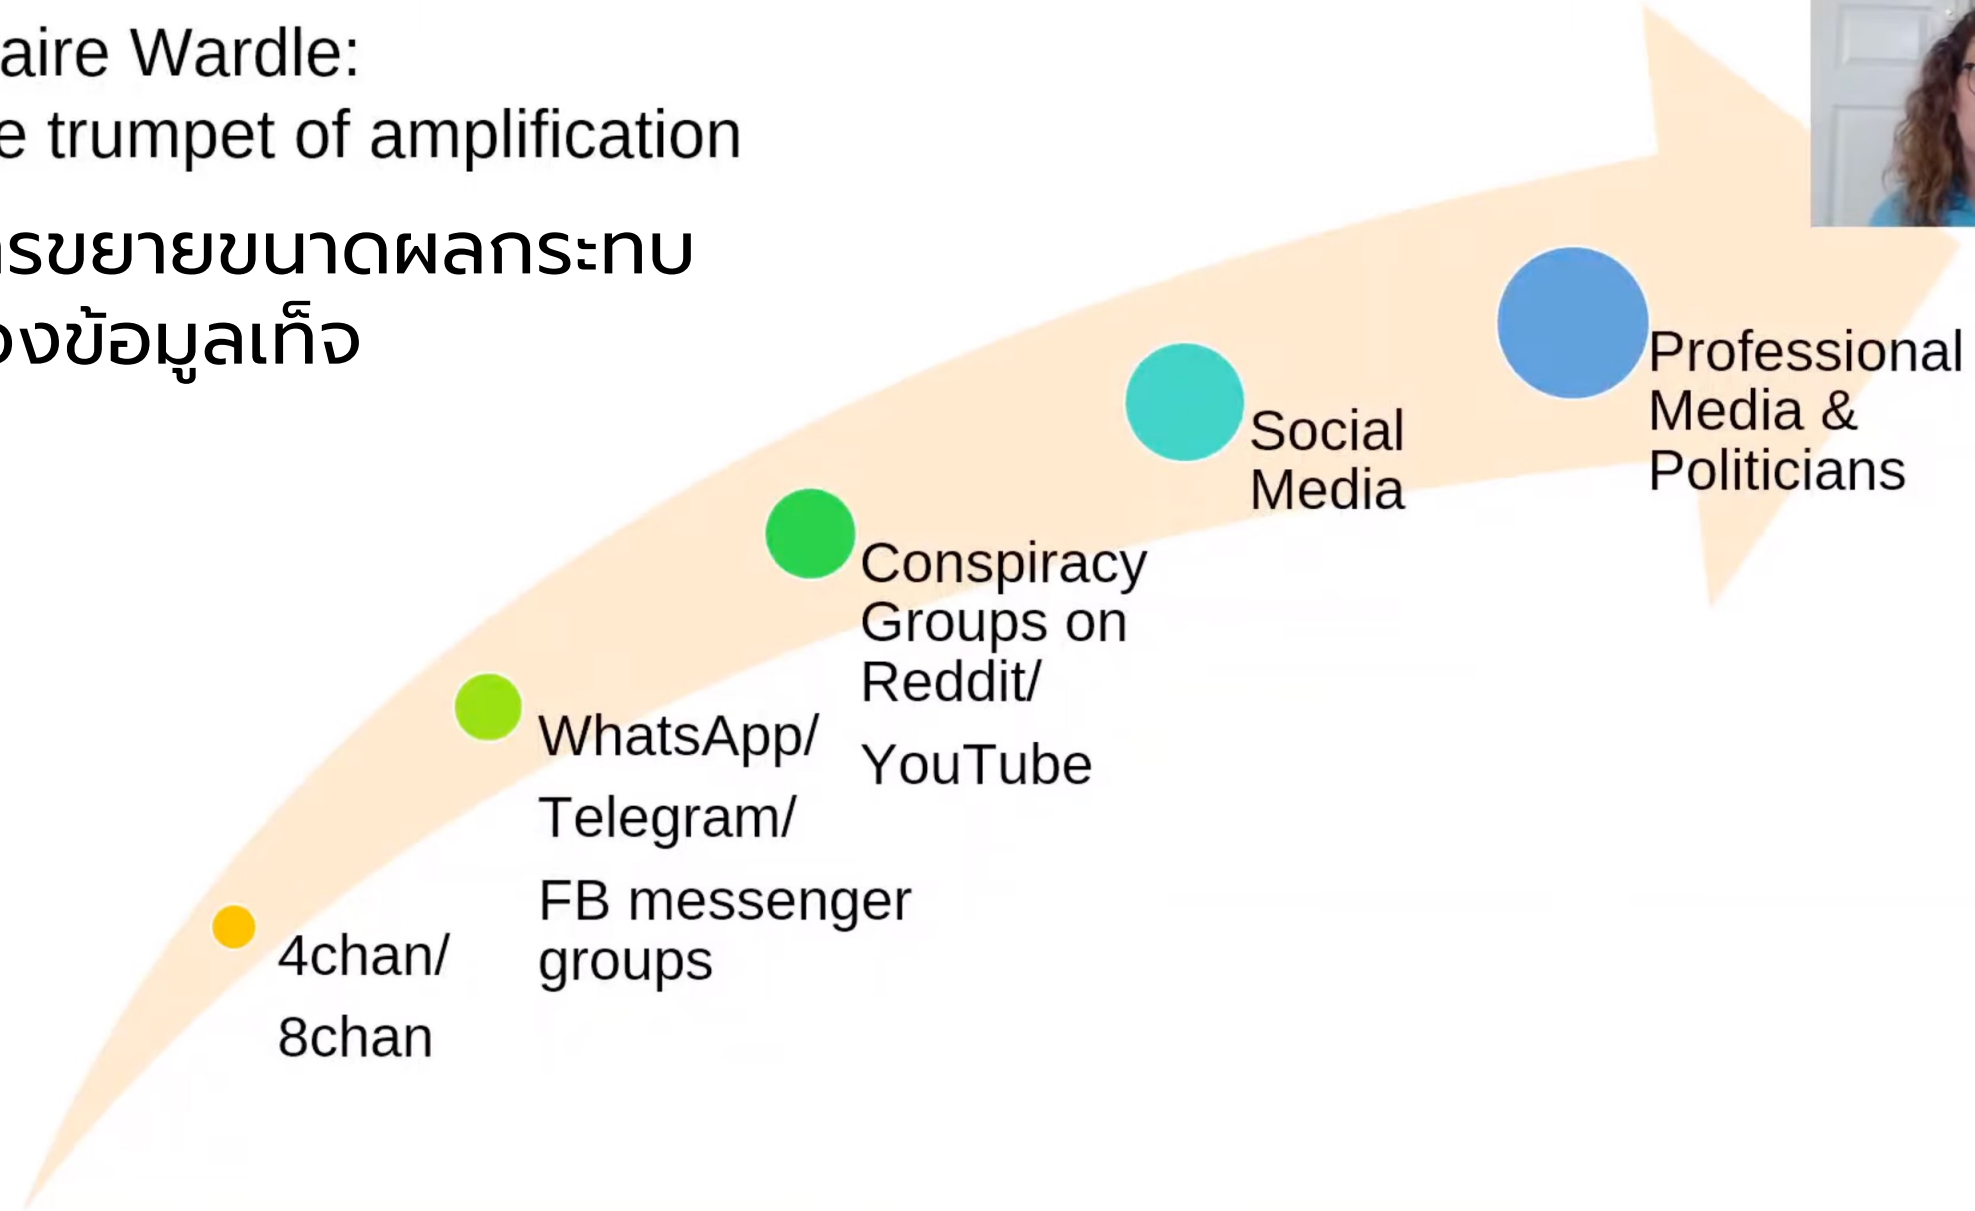 aire Wardle:
e trumpet of amplification
ารขยายขนาดผลกระทบ
องข้อมูลเท็จ
Professional
Media &
Politicians
Social
Media
Conspiracy
Groups on
Reddit/
YouTube
WhatsApp/
Telegram/
FB messenger
groups
4chan/
8chan